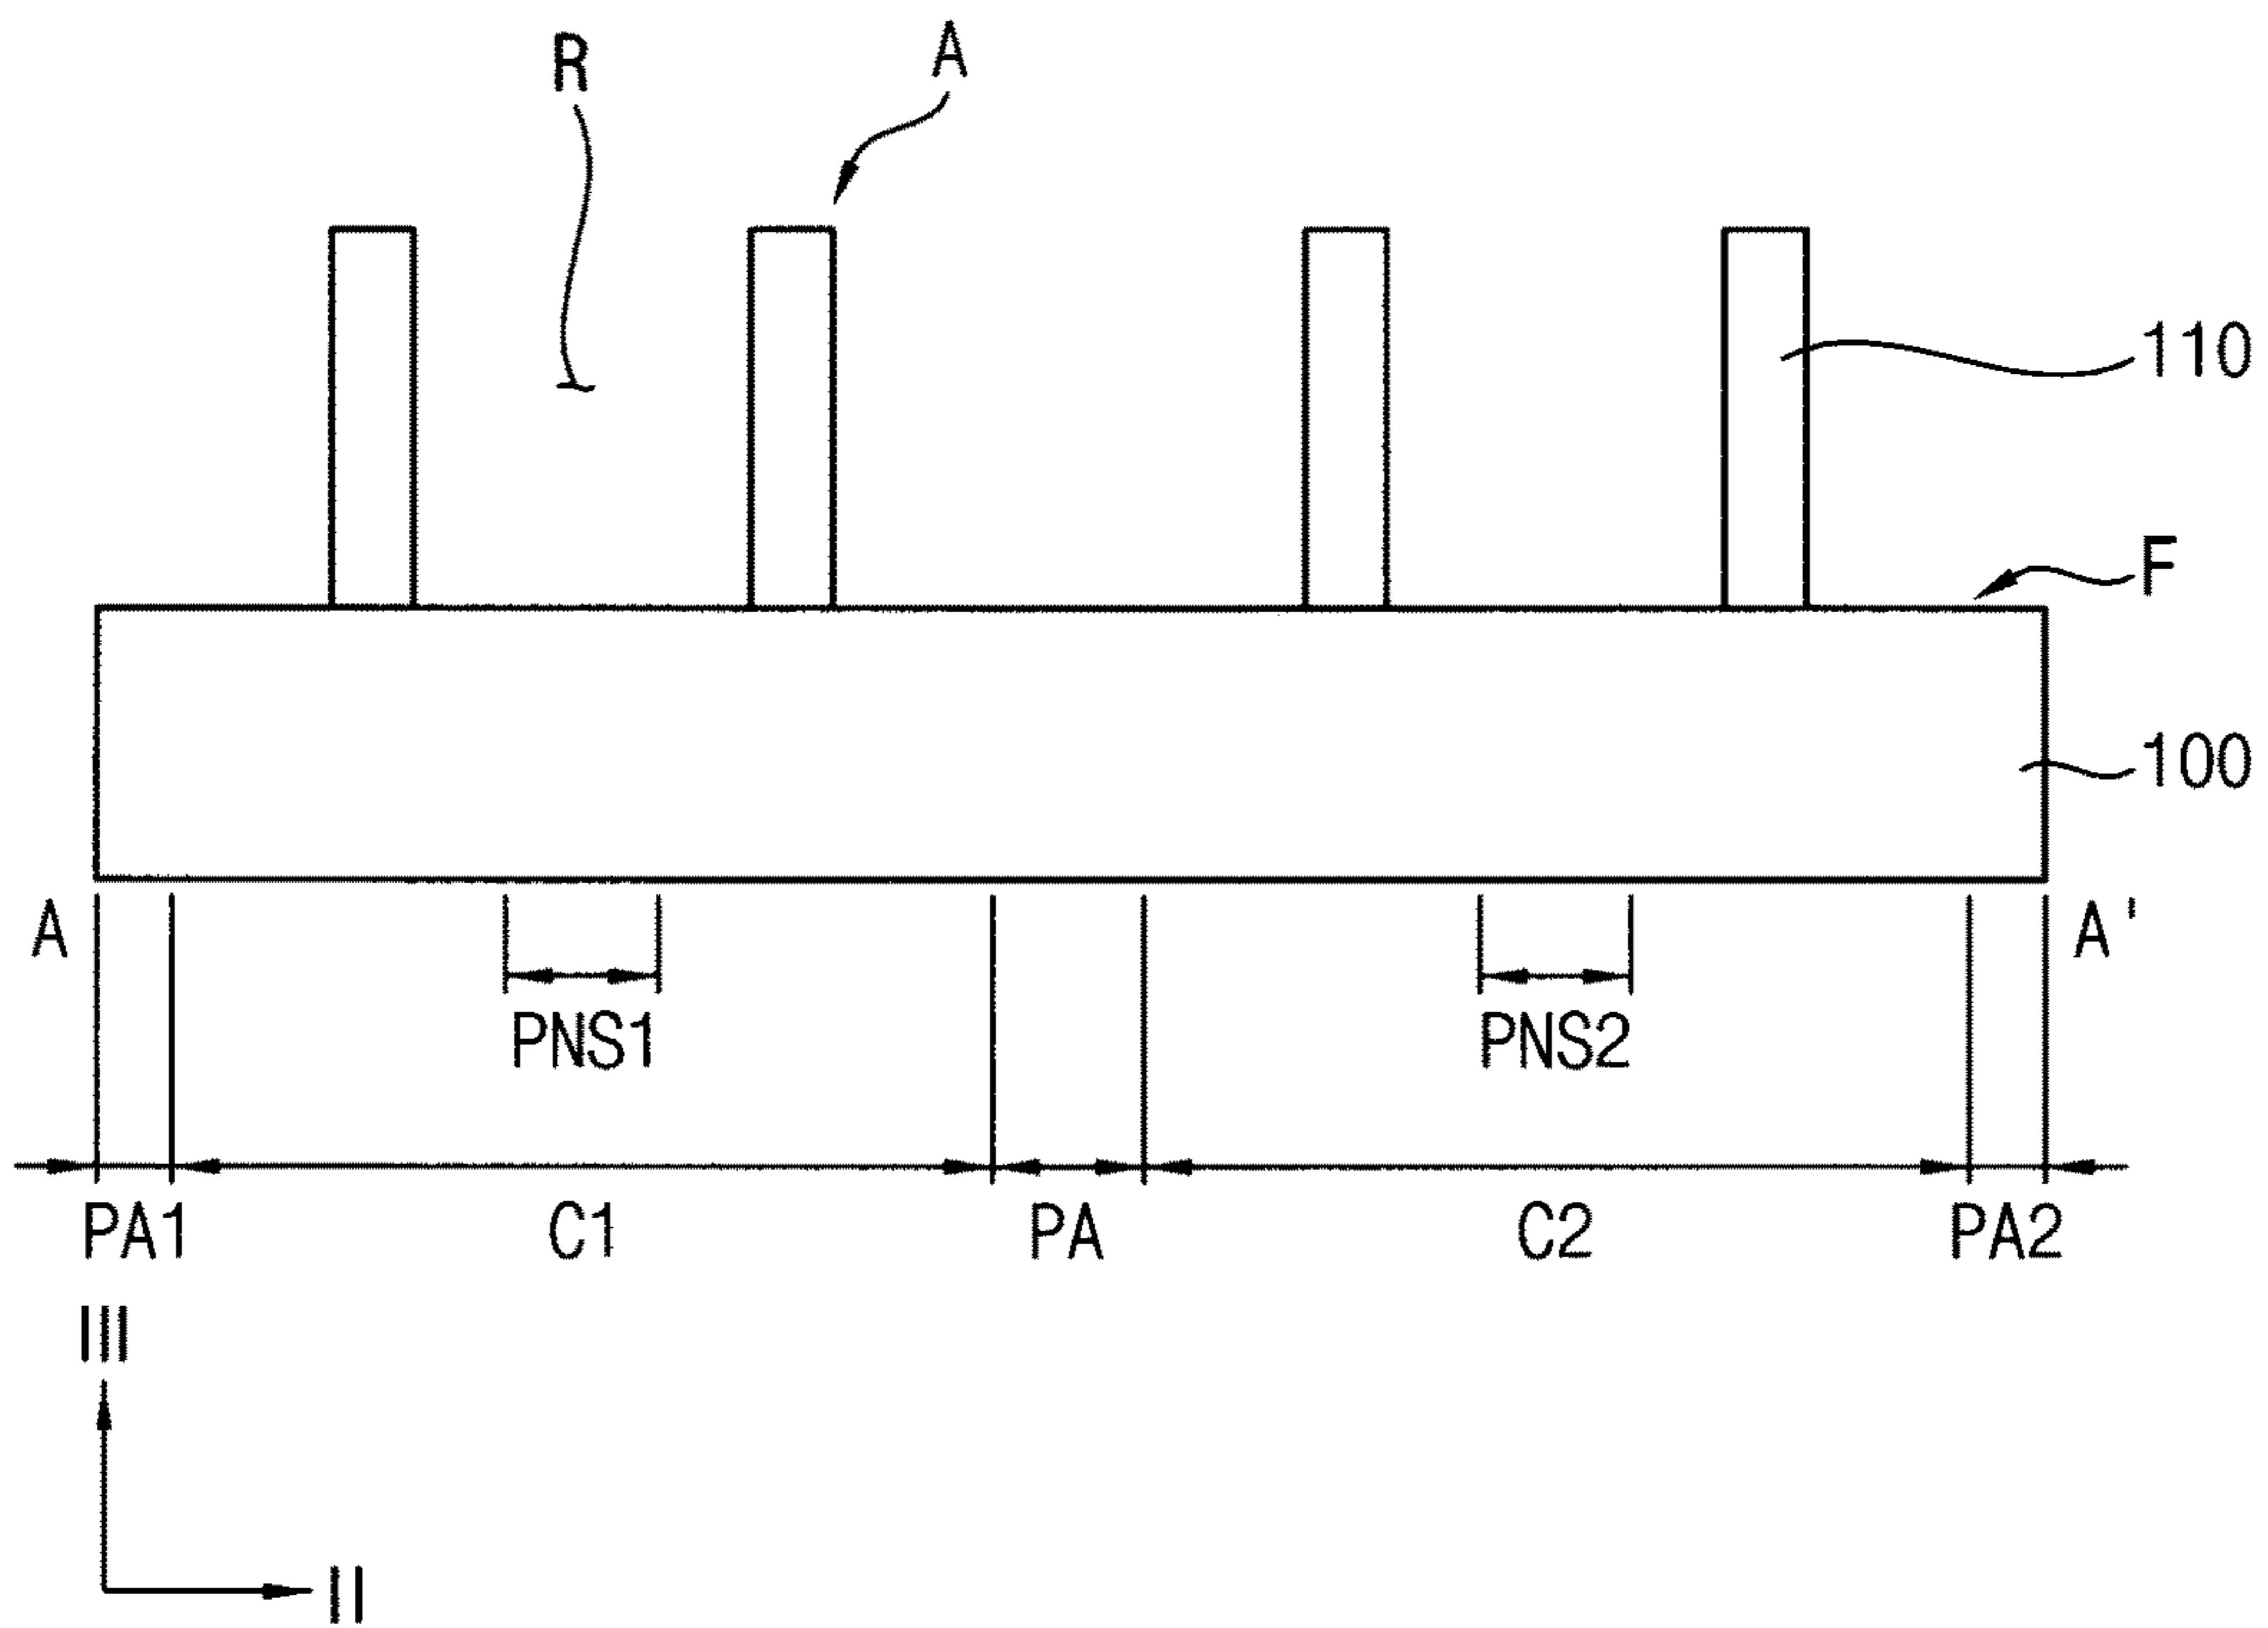 R A
110
F
100
A A'
PNS1 PNS2
PA1 C1 PA C2 PA2
III
II